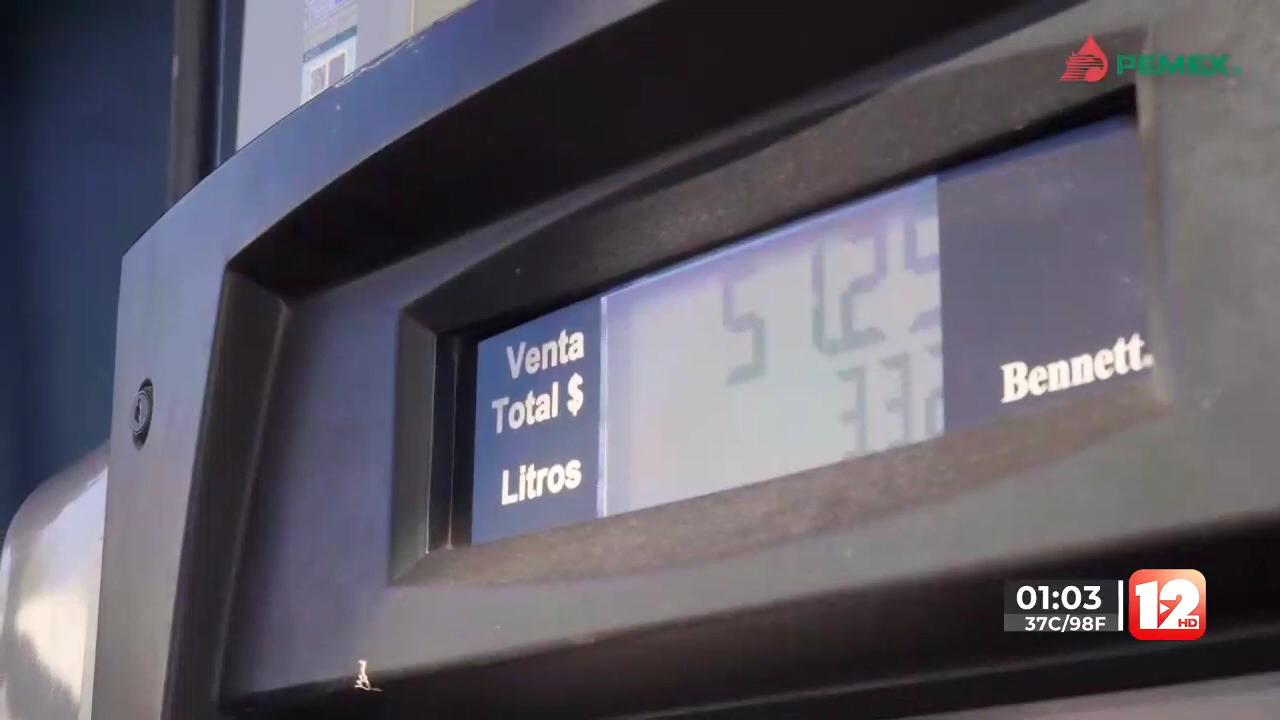 PEMEX
Venta
Total $
Litros
Bennett.
01:03
37C/98F
12
HD